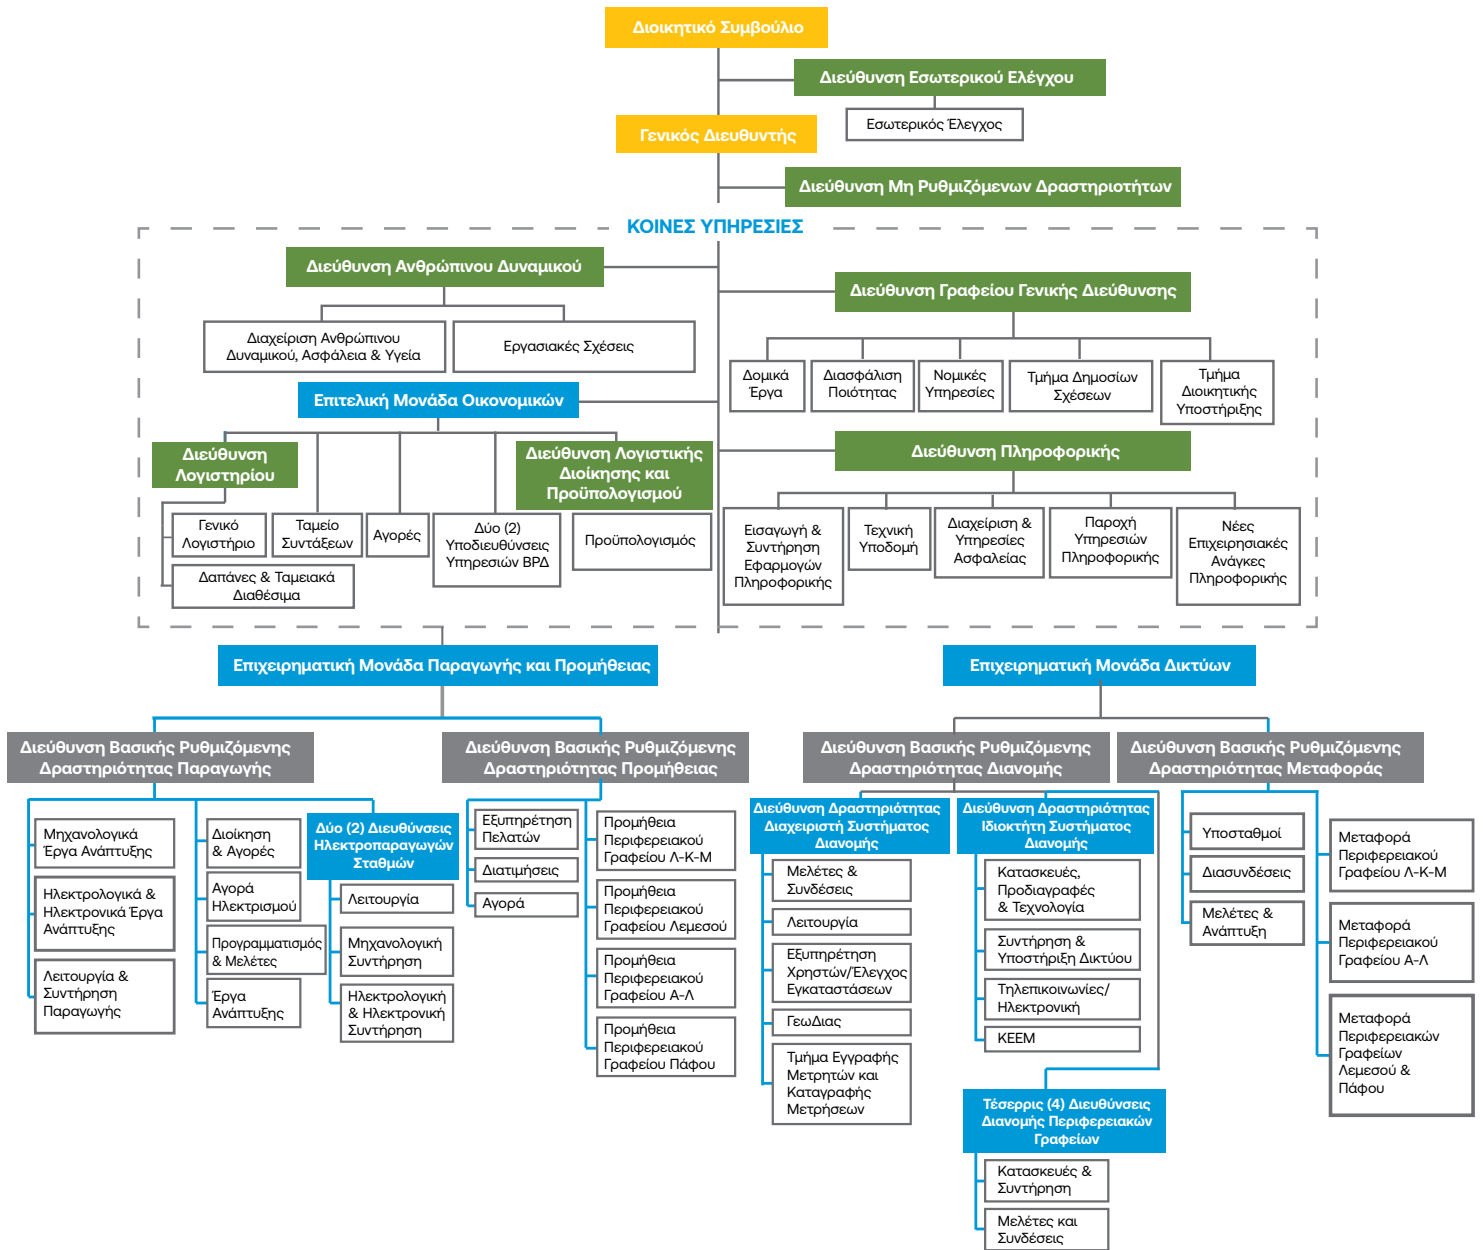 Διοικητικό Συμβούλιο
Διεύθυνση Εσωτερικού Ελέγχου
Εσωτερικός Έλεγχος
Γενικός Διευθυντής
Διεύθυνση Μη Ρυθμιζόμενων Δραστηριοτήτων
ΚΟΙΝΕΣ ΥΠΗΡΕΣΙΕΣ
Διεύθυνση Ανθρώπινου Δυναμικού
Διαχείριση Ανθρώπινου
Δυναμικού, Ασφάλεια & Υγεία
Εργασιακές Σχέσεις
Διεύθυνση Γραφείου Γενικής Διεύθυνσης
Δομικά
Έργα
Διασφάλιση
Ποιότητας
Νομικές
Υπηρεσίες
Τμήμα Δημοσίων
Σχέσεων
Τμήμα
Διοικητικής
Υποστήριξης
Επιτελική Μονάδα Οικονομικών
Διεύθυνση
Λογιστηρίου
Διεύθυνση Λογιστικής
Διοίκησης και
Προϋπολογισμού
Γενικό
Λογιστήριο
Ταμείο
Συντάξεων
Αγορές
Δύο (2)
Υποδιευθύνσεις
Υπηρεσιών ΒΡΔ
Προϋπολογισμός
Δαπάνες & Ταμειακά
Διαθέσιμα
Διεύθυνση Πληροφορικής
Εισαγωγή &
Συντήρηση
Εφαρμογών
Πληροφορικής
Τεχνική
Υποδομή
Διαχείριση &
Υπηρεσίες
Ασφαλείας
Παροχή
Υπηρεσιών
Πληροφορικής
Νέες
Επιχειρησιακές
Ανάγκες
Πληροφορικής
Επιχειρηματική Μονάδα Παραγωγής και Προμήθειας
Επιχειρηματική Μονάδα Δικτύων
Διεύθυνση Βασικής Ρυθμιζόμενης
Δραστηριότητας Παραγωγής
Μηχανολογικά
Έργα Ανάπτυξης
Ηλεκτρολογικά &
Ηλεκτρονικά Έργα
Ανάπτυξης
Λειτουργία &
Συντήρηση
Παραγωγής
Διοίκηση
& Αγορές
Αγορά
Ηλεκτρισμού
Προγραμματισμός
& Μελέτες
Έργα
Ανάπτυξης
Δύο (2) Διευθύνσεις
Ηλεκτροπαραγωγών
Σταθμών
Λειτουργία
Μηχανολογική
Συντήρηση
Ηλεκτρολογική
& Ηλεκτρονική
Συντήρηση
Διεύθυνση Βασικής Ρυθμιζόμενης
Δραστηριότητας Προμήθειας
Εξυπηρέτηση
Πελατών
Διατιμήσεις
Αγορά
Προμήθεια
Περιφερειακού
Γραφείου Λ-Κ-Μ
Προμήθεια
Περιφερειακού
Γραφείου Λεμεσού
Προμήθεια
Περιφερειακού
Γραφείου Α-Λ
Προμήθεια
Περιφερειακού
Γραφείου Πάφου
Διεύθυνση Βασικής Ρυθμιζόμενης
Δραστηριότητας Διανομής
Διεύθυνση Δραστηριότητας
Διαχειριστή Συστήματος
Διανομής
Μελέτες &
Συνδέσεις
Λειτουργία
Εξυπηρέτηση
Χρηστών/Έλεγχος
Εγκαταστάσεων
ΓεωΔιας
Τμήμα Εγγραφής
Μετρητών και
Καταγραφής
Μετρήσεων
Διεύθυνση Δραστηριότητας
Ιδιοκτήτη Συστήματος
Διανομής
Κατασκευές,
Προδιαγραφές
& Τεχνολογία
Συντήρηση &
Υποστήριξη Δικτύου
Τηλεπικοινωνίες/
Ηλεκτρονική
ΚΕΕΜ
Τέσερρις (4) Διευθύνσεις
Διανομής Περιφερειακών
Γραφείων
Κατασκευές &
Συντήρηση
Μελέτες και
Συνδέσεις
Διεύθυνση Βασικής Ρυθμιζόμενης
Δραστηριότητας Μεταφοράς
Υποσταθμοί
Διασυνδέσεις
Μελέτες &
Ανάπτυξη
Μεταφορά
Περιφερειακού
Γραφείου Λ-Κ-Μ
Μεταφορά
Περιφερειακού
Γραφείου Α-Λ
Μεταφορά
Περιφερειακών
Γραφείων
Λεμεσού &
Πάφου